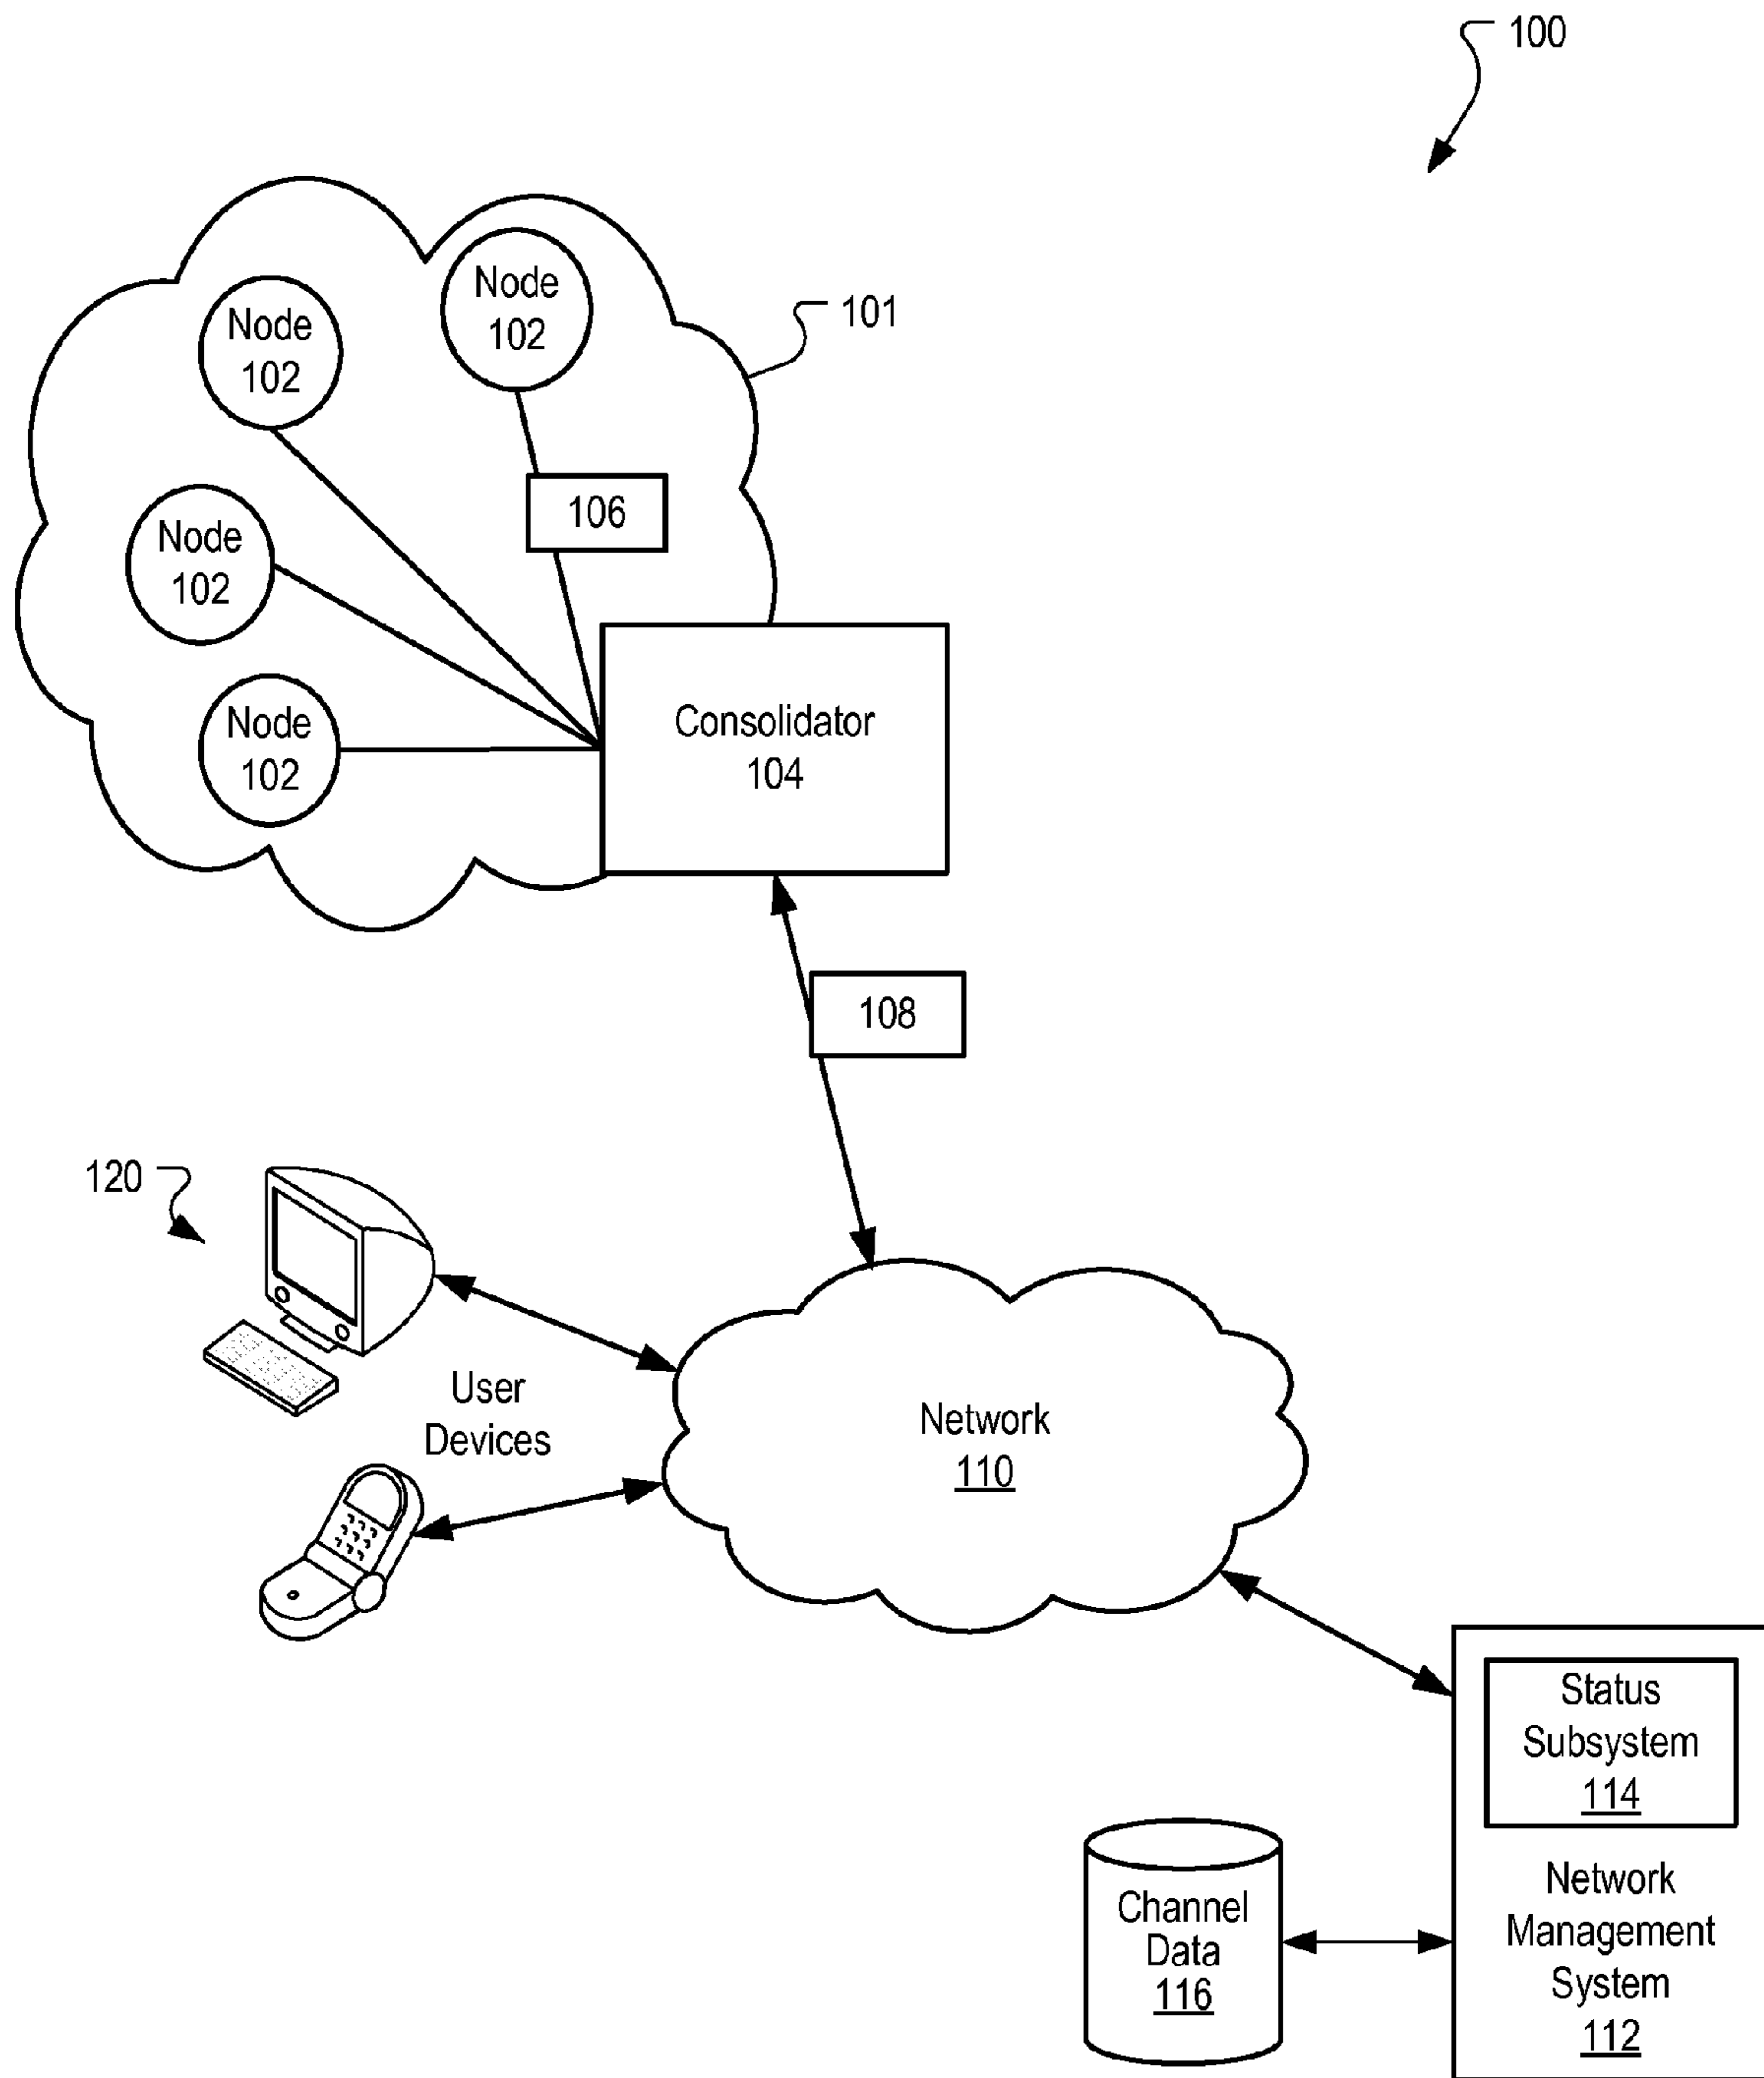 100
Node
102
101
Node
102
106
Node
102
Node
102
Consolidator
104
108
120
User
Devices
Network
110
Status
Subsystem
114
Network
Management
System
112
Channel
Data
116